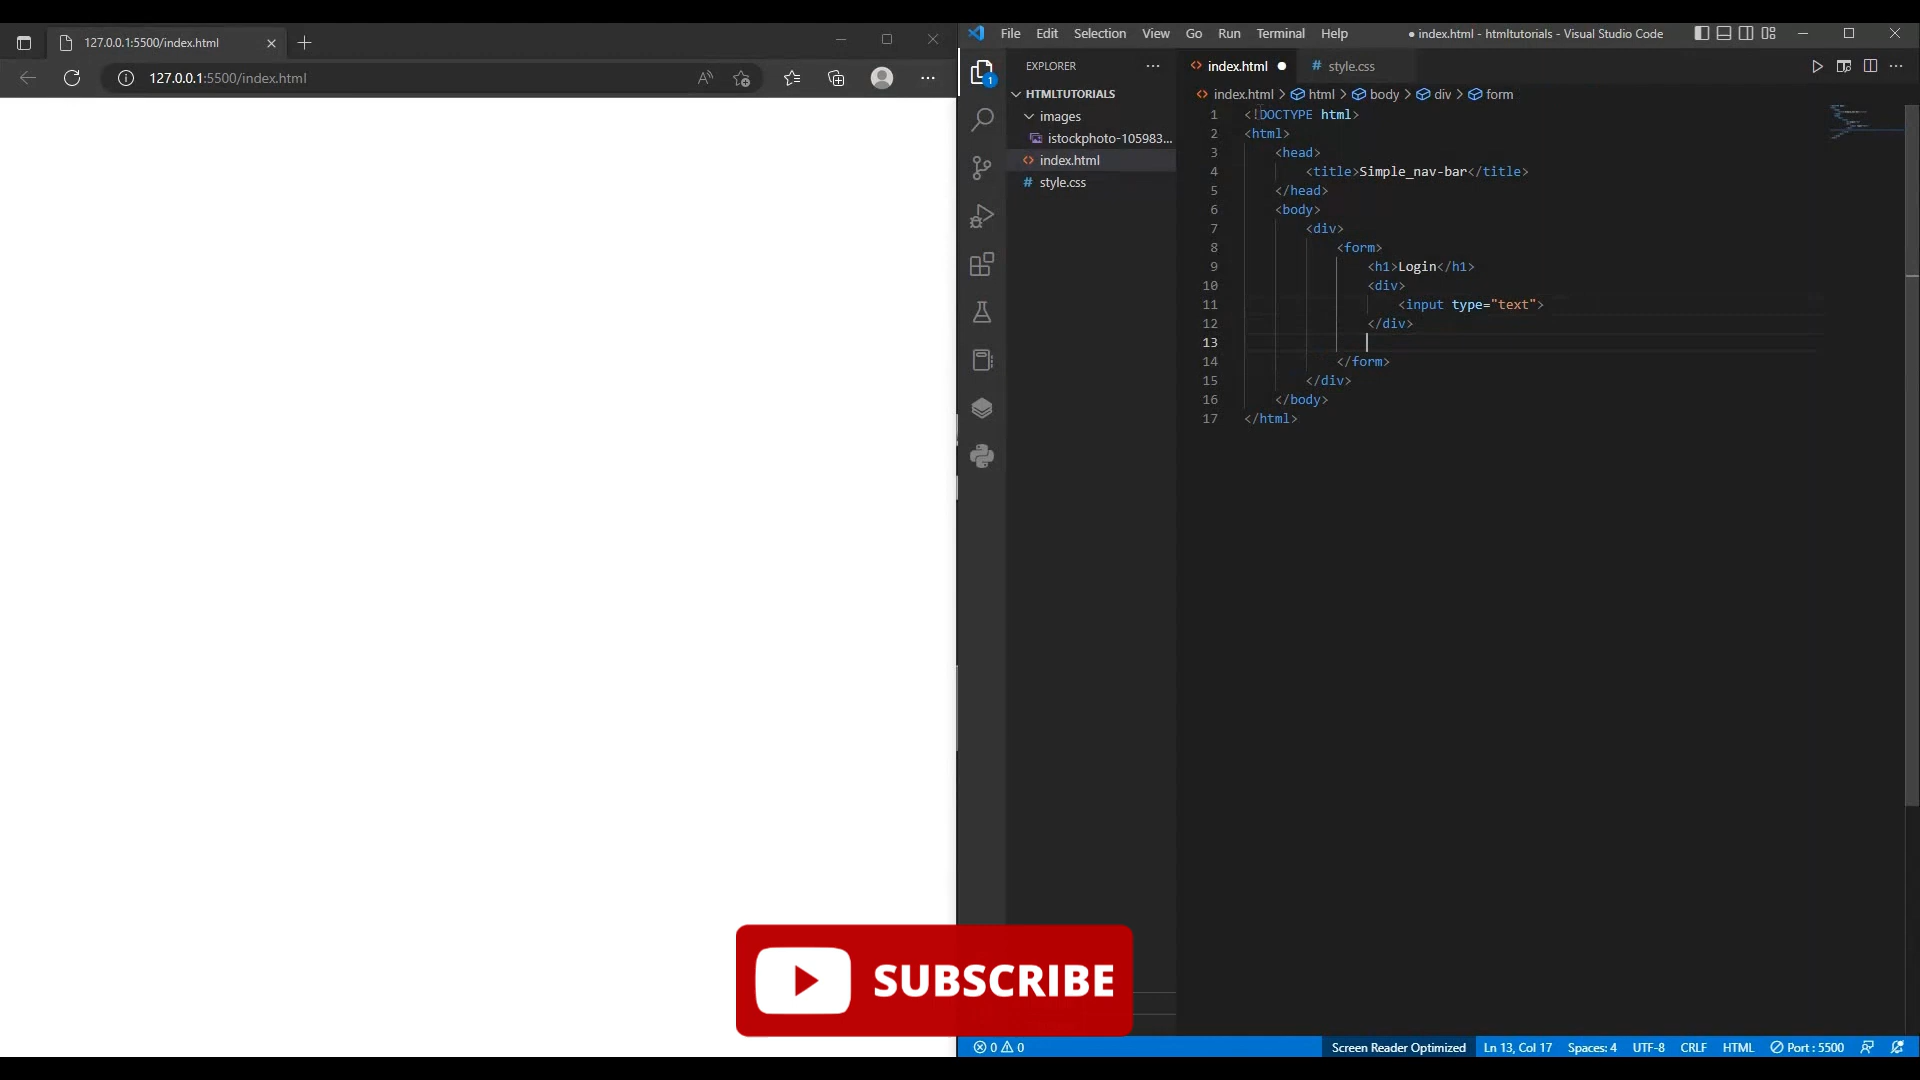 127.0.0.1:5500/index.html
127.0.0.1:5500/index.html
File Edit Selection View Go Run Terminal Help
● index.html - htmltutorials - Visual Studio Code
EXPLORER
1
HTMLTUTORIALS
images
istockphoto-105983...
index.html
# style.css
index.html ●
# style.css
index.html > html > body > div > form
1 <!DOCTYPE html>
2 <html>
3 <head>
4 <title>Simple_nav-bar</title>
5 </head>
6 <body>
7 <div>
8 <form>
9 <h1>Login</h1>
10 <div>
11 <input type="text">
12 </div>
13
14 </form>
15 </div>
16 </body>
17 </html>
SUBSCRIBE
0 0
Screen Reader Optimized Ln 13, Col 17 Spaces: 4 UTF-8 CRLF HTML Port : 5500